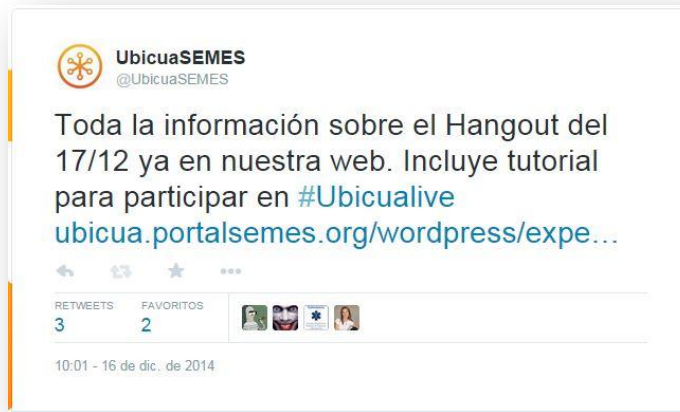 UbicuaSEMES
@UbicuaSEMES
Toda la información sobre el Hangout del
17/12 ya en nuestra web. Incluye tutorial
para participar en #Ubicualive
ubicua.portalsemes.org/wordpress/expe...
RETWEETS FAVORITOS
3 2
10:01 - 16 de dic. de 2014